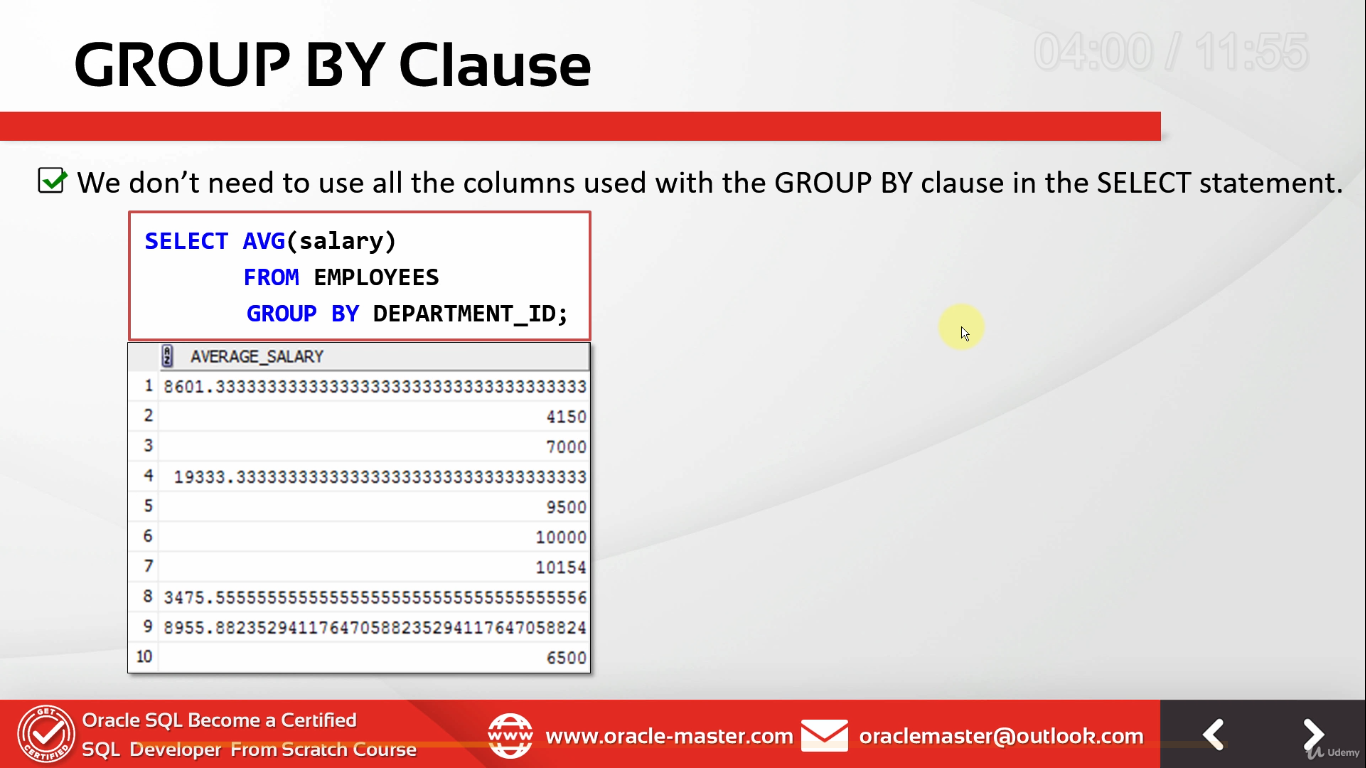 GROUP BY Clause
04:00 / 11:55
We don’t need to use all the columns used with the GROUP BY clause in the SELECT statement.
SELECT AVG(salary)
FROM EMPLOYEES
GROUP BY DEPARTMENT_ID;
AVERAGE_SALARY
1 8601.33333333333333333333333333333333333
2 4150
3 7000
4 19333.3333333333333333333333333333333333
5 9500
6 10000
7 10154
8 3475.55555555555555555555555555555555556
9 8955.88235294117647058823529411764705882
10 6500
GET CERTIFIED
Oracle SQL Become a Certified
SQL Developer From Scratch Course
www
www.oracle-master.com
oraclemaster@outlook.com
Udemy